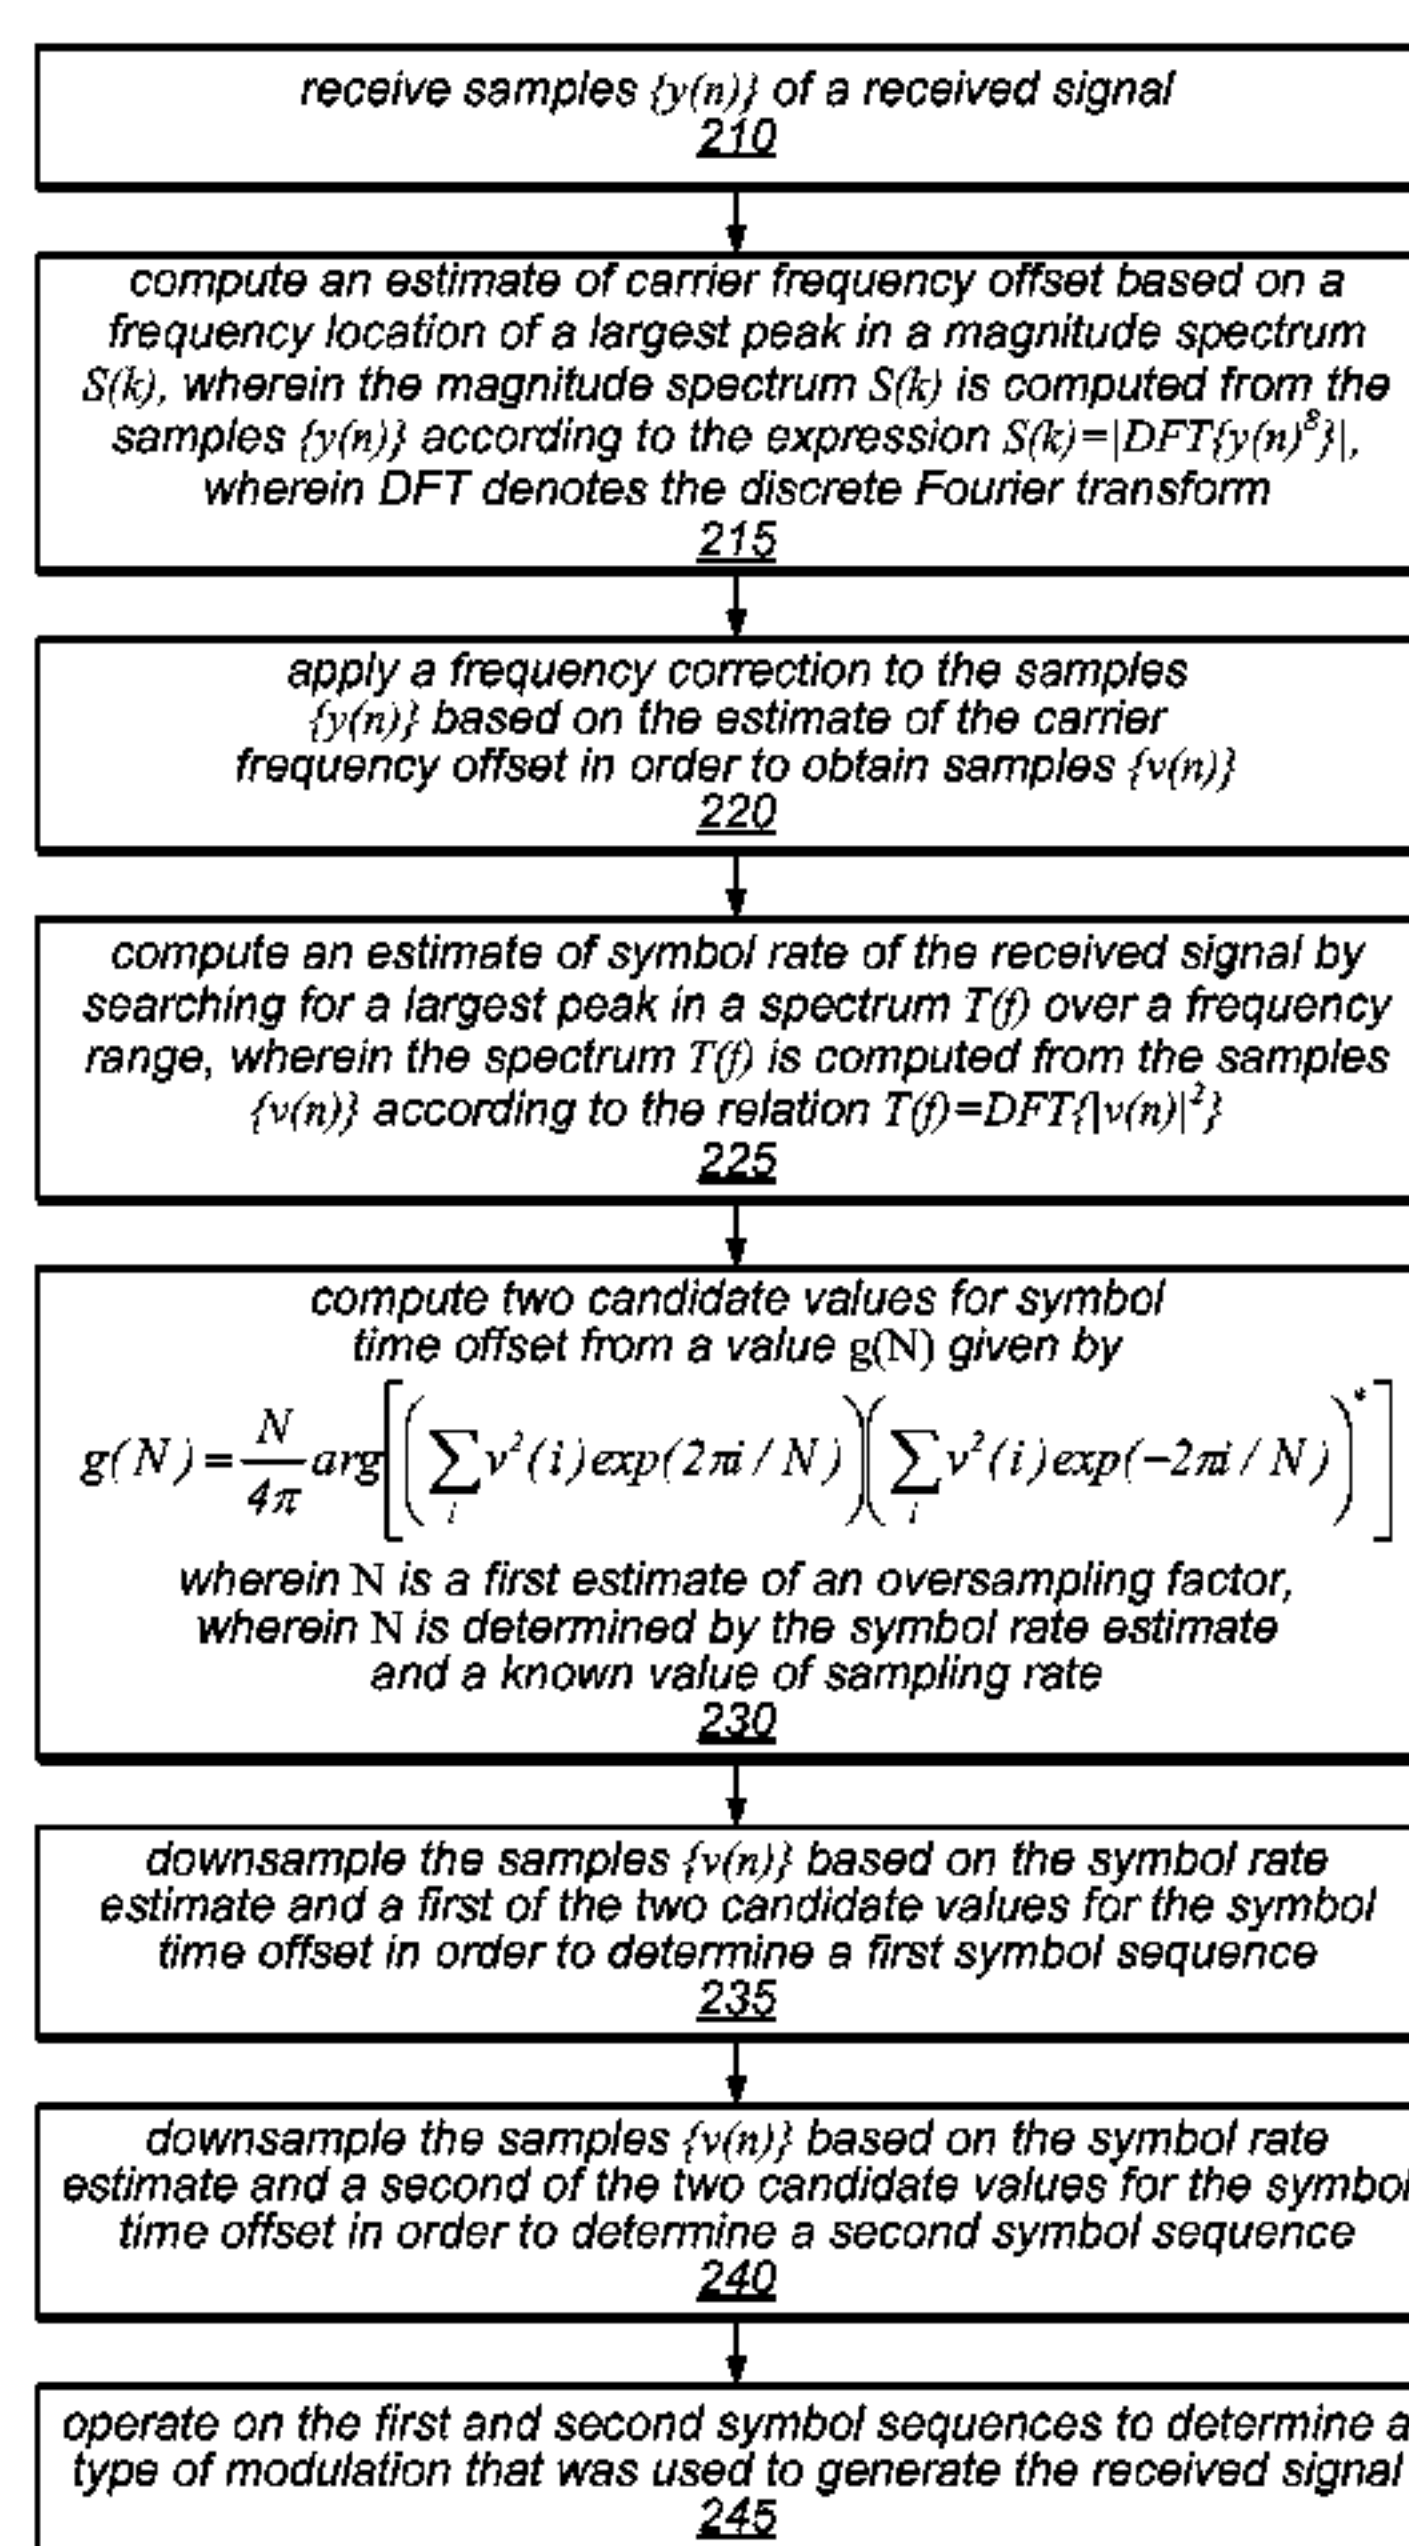 receive samples {y(n)} of a received signal
210
compute an estimate of carrier frequency offset based on a
frequency location of a largest peak in a magnitude spectrum
S(k), wherein the magnitude spectrum S(k) is computed from the
samples {y(n)} according to the expression S(k)=|DFT{y(n)⁸}|,
wherein DFT denotes the discrete Fourier transform
215
apply a frequency correction to the samples
{y(n)} based on the estimate of the carrier
frequency offset in order to obtain samples {v(n)}
220
compute an estimate of symbol rate of the received signal by
searching for a largest peak in a spectrum T(f) over a frequency
range, wherein the spectrum T(f) is computed from the samples
{v(n)} according to the relation T(f)=DFT{|v(n)|²}
225
compute two candidate values for symbol
time offset from a value g(N) given by
g(N)=N/4π arg[(∑_i v²(i)exp(2πi/N))(∑_i v²(i)exp(−2πi/N))*]
wherein N is a first estimate of an oversampling factor,
wherein N is determined by the symbol rate estimate
and a known value of sampling rate
230
downsample the samples {v(n)} based on the symbol rate
estimate and a first of the two candidate values for the symbol
time offset in order to determine a first symbol sequence
235
downsample the samples {v(n)} based on the symbol rate
estimate and a second of the two candidate values for the symbol
time offset in order to determine a second symbol sequence
240
operate on the first and second symbol sequences to determine a
type of modulation that was used to generate the received signal
245